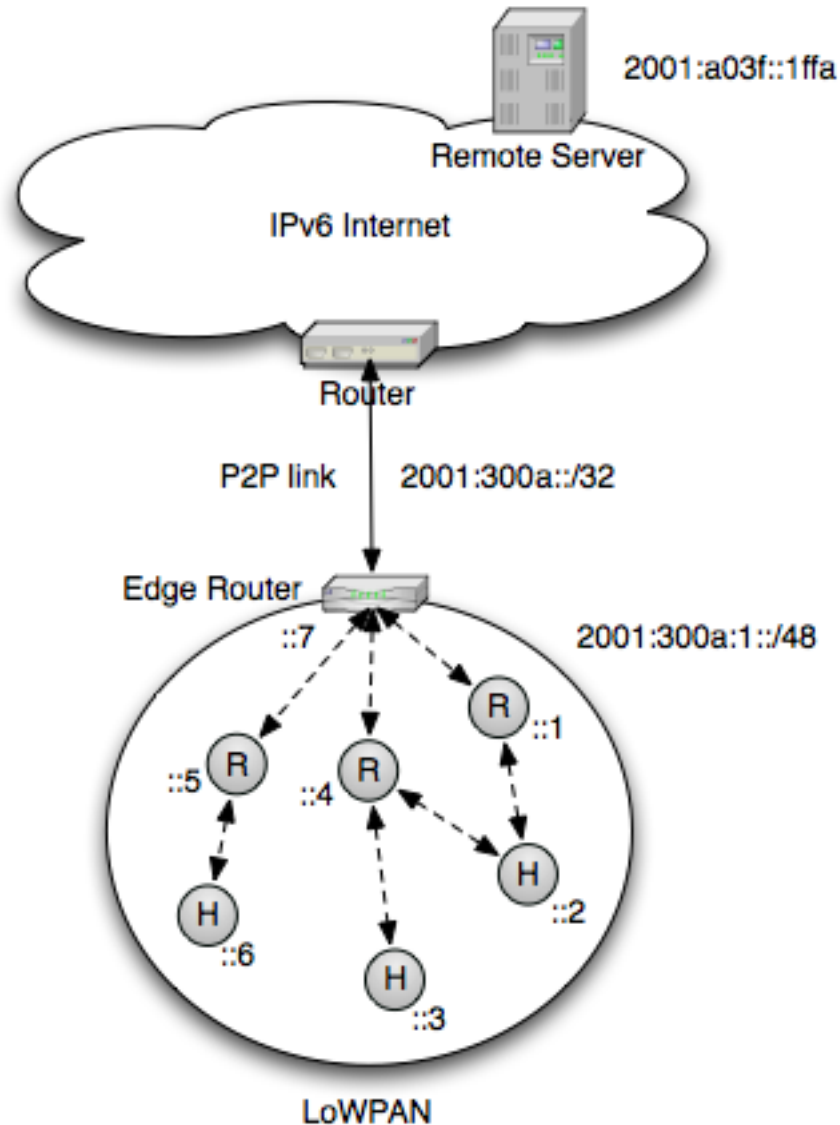 2001:a03f::1ffa
Remote Server
IPv6 Internet
Router
P2P link 2001:300a::/32
Edge Router
::7 2001:300a:1::/48
R ::1
::5 R
::4 R
H ::2
H ::6
H ::3
LoWPAN